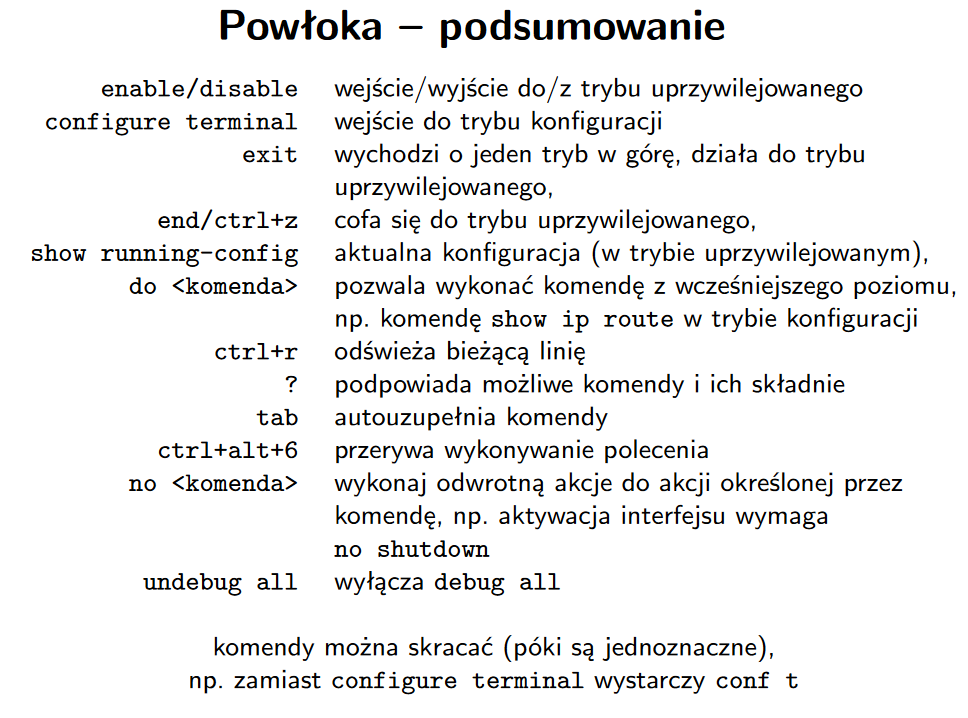 Powłoka – podsumowanie
enable/disable wejście/wyjście do/z trybu uprzywilejowanego
configure terminal wejście do trybu konfiguracji
exit wychodzi o jeden tryb w górę, działa do trybu
uprzywilejowanego,
end/ctrl+z cofa się do trybu uprzywilejowanego,
show running-config aktualna konfiguracja (w trybie uprzywilejowanym),
do <komenda> pozwala wykonać komendę z wcześniejszego poziomu,
np. komendę show ip route w trybie konfiguracji
ctrl+r odświeża bieżącą linię
? podpowiada możliwe komendy i ich składnie
tab autouzupełnia komendy
ctrl+alt+6 przerywa wykonywanie polecenia
no <komenda> wykonaj odwrotną akcje do akcji określonej przez
komendę, np. aktywacja interfejsu wymaga
no shutdown
undebug all wyłącza debug all
komendy można skracać (póki są jednoznaczne),
np. zamiast configure terminal wystarczy conf t